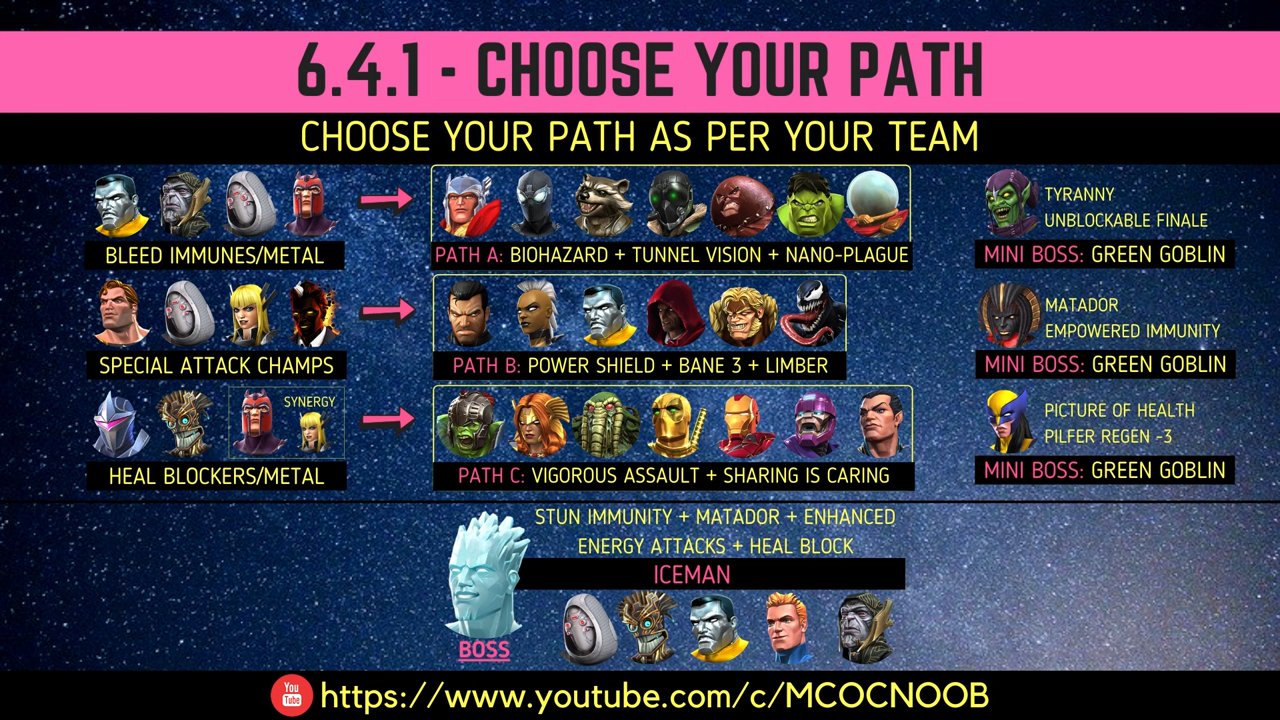 6.4.1 - CHOOSE YOUR PATH
CHOOSE YOUR PATH AS PER YOUR TEAM
BLEED IMMUNES/METAL
PATH A: BIOHAZARD + TUNNEL VISION + NANO-PLAGUE
TYRANNY
UNBLOCKABLE FINALE
MINI BOSS: GREEN GOBLIN
SPECIAL ATTACK CHAMPS
PATH B: POWER SHIELD + BANE 3 + LIMBER
MATADOR
EMPOWERED IMMUNITY
MINI BOSS: GREEN GOBLIN
SYNERGY
HEAL BLOCKERS/METAL
PATH C: VIGOROUS ASSAULT + SHARING IS CARING
PICTURE OF HEALTH
PILFER REGEN -3
MINI BOSS: GREEN GOBLIN
STUN IMMUNITY + MATADOR + ENHANCED
ENERGY ATTACKS + HEAL BLOCK
ICEMAN
BOSS
You
Tube
https://www.youtube.com/c/MCOCNOOB